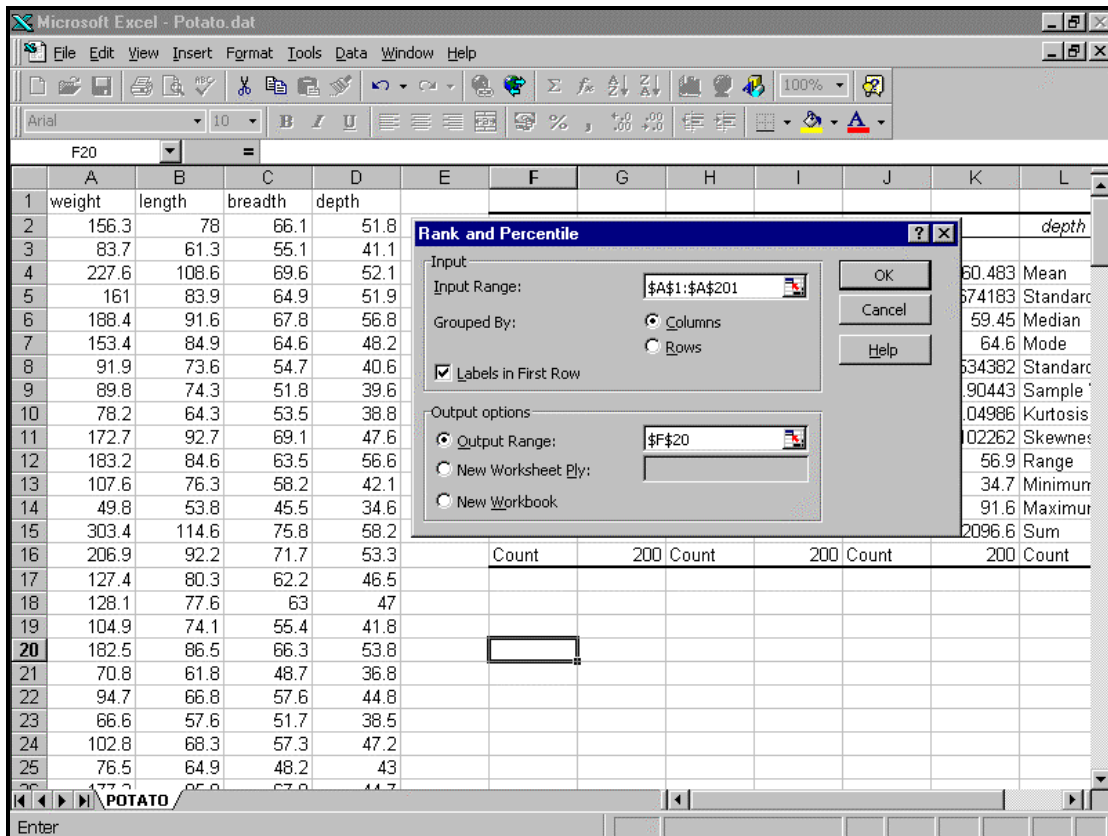 Microsoft Excel - Potato.dat
File Edit View Insert Format Tools Data Window Help
100%
Arial 10 B I U % ,
F20 =
A B C D E F G H I J K L
1 weight length breadth depth
2 156.3 78 66.1 51.8 depth
3 83.7 61.3 55.1 41.1
4 227.6 108.6 69.6 52.1 60.483 Mean
5 161 83.9 64.9 51.9 574183 Standard
6 188.4 91.6 67.8 56.8 59.45 Median
7 153.4 84.9 64.6 48.2 64.6 Mode
8 91.9 73.6 54.7 40.6 534382 Standard
9 89.8 74.3 51.8 39.6 .90443 Sample
10 78.2 64.3 53.5 38.8 .04986 Kurtosis
11 172.7 92.7 69.1 47.6 102262 Skewnes
12 183.2 84.6 63.5 56.6 56.9 Range
13 107.6 76.3 58.2 42.1 34.7 Minimum
14 49.8 53.8 45.5 34.6 91.6 Maximum
15 303.4 114.6 75.8 58.2 2096.6 Sum
16 206.9 92.2 71.7 53.3 Count 200 Count 200 Count 200 Count
17 127.4 80.3 62.2 46.5
18 128.1 77.6 63 47
19 104.9 74.1 55.4 41.8
20 182.5 86.5 66.3 53.8
21 70.8 61.8 48.7 36.8
22 94.7 66.8 57.6 44.8
23 66.6 57.6 51.7 38.5
24 102.8 68.3 57.3 47.2
25 76.5 64.9 48.2 43
Rank and Percentile
Input
Input Range: $A$1:$A$201
Grouped By: Columns
Rows
Labels in First Row
Output options
Output Range: $F$20
New Worksheet Ply:
New Workbook
OK
Cancel
Help
POTATO
Enter